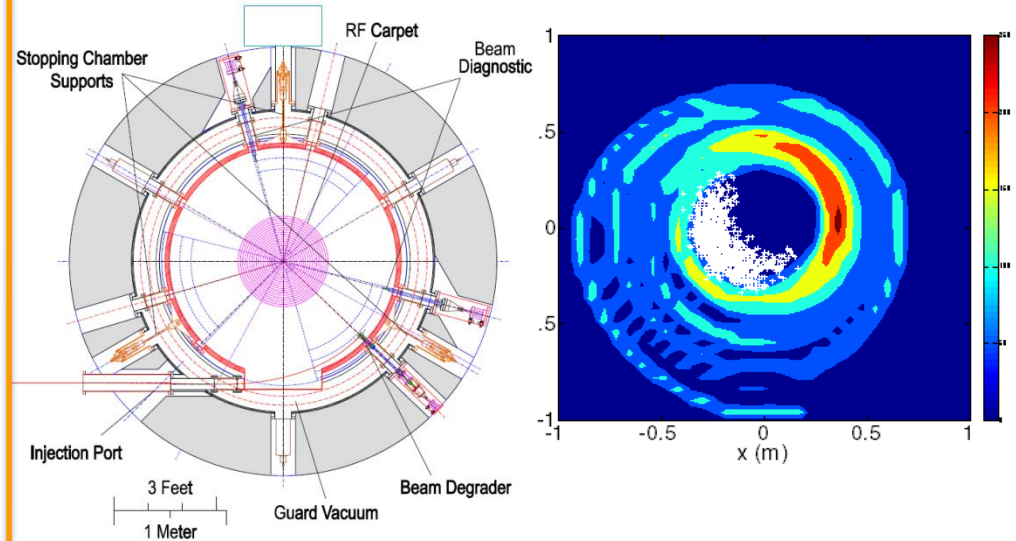 Stopping Chamber
Supports
RF Carpet
Beam
Diagnostic
Injection Port
Beam Degrader
Guard Vacuum
3 Feet
1 Meter
1
.5
0
.5
-1
-1
-0.5
0
0.5
1
x (m)